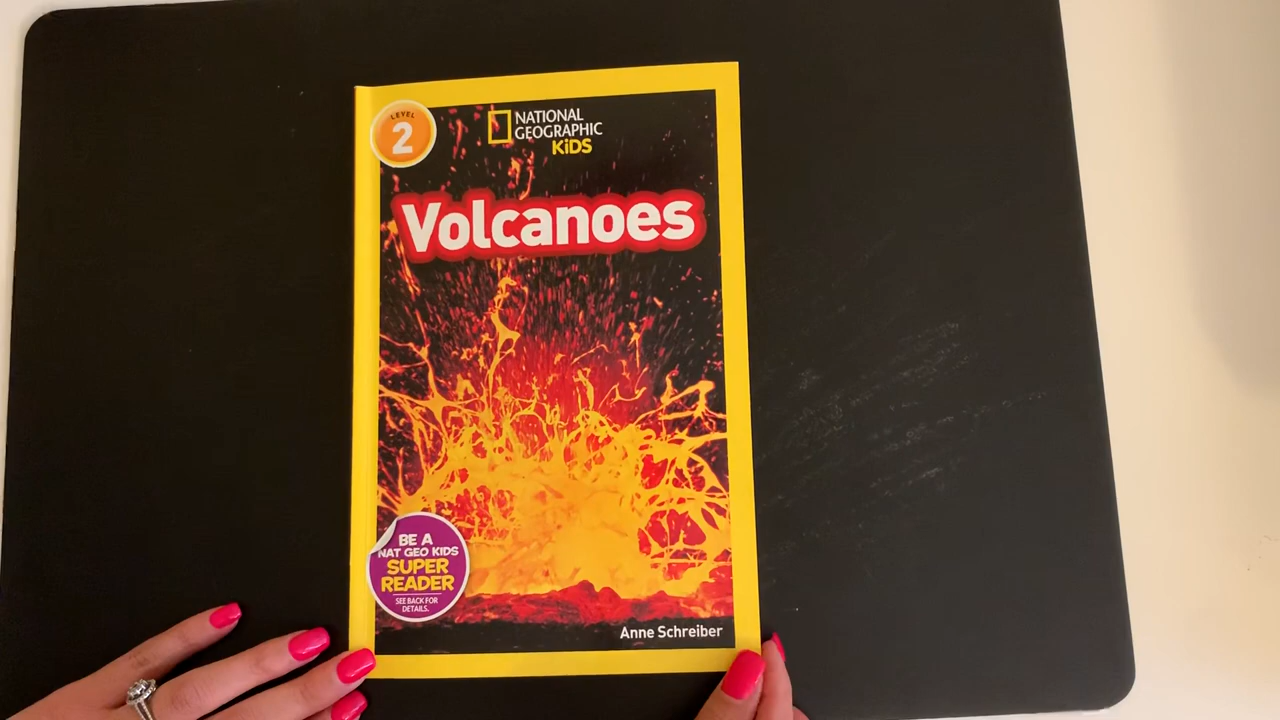 LEVEL
2
NATIONAL
GEOGRAPHIC
KiDS
Volcanoes
BE A
NAT GEO KIDS
SUPER
READER
SEE BACK FOR
DETAILS.
Anne Schreiber